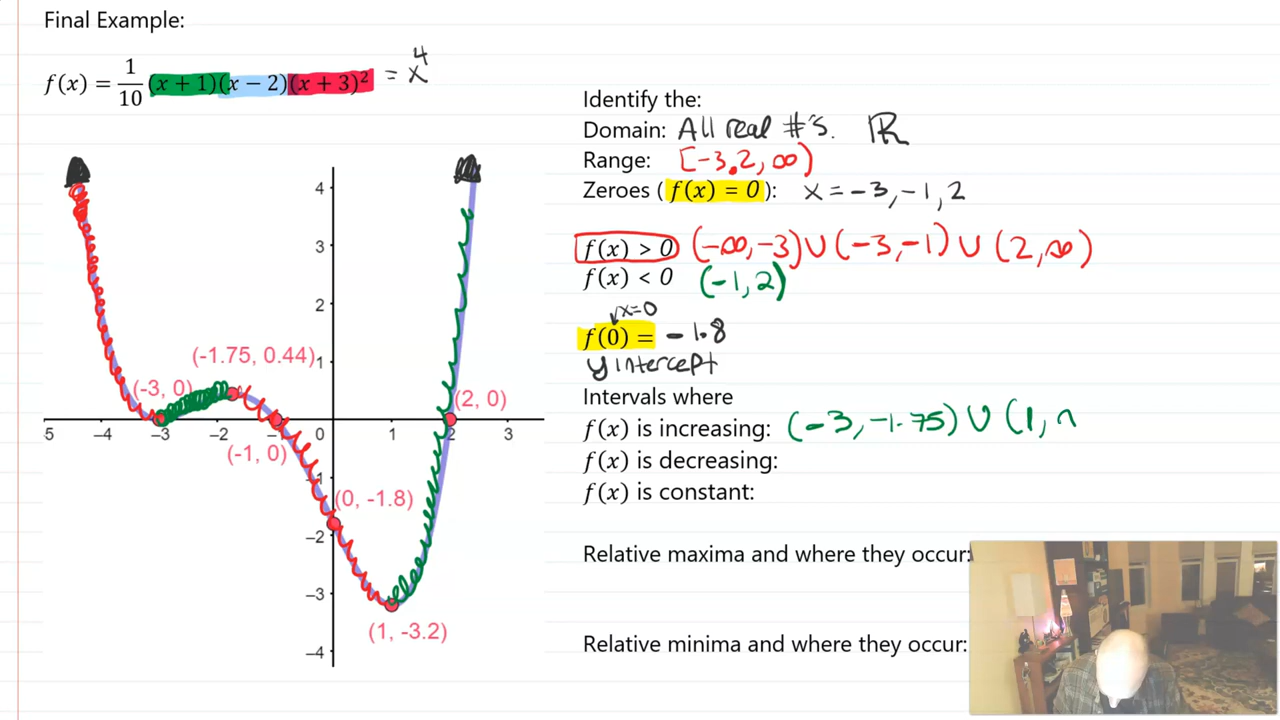 Final Example:
f(x) = 1/10 (x + 1)(x − 2)(x + 3)² = x⁴
Identify the:
Domain: All real #'s. ℝ
Range: [-3.2, ∞)
Zeroes ( f(x) = 0 ): x = -3, -1, 2
f(x) > 0 (-∞, -3) ∪ (-3, -1) ∪ (2, ∞)
f(x) < 0 (-1, 2)
x=0
f(0) = -1.8
y intercept
Intervals where
f(x) is increasing: (-3, -1.75) ∪ (1,
f(x) is decreasing:
f(x) is constant:
Relative maxima and where they occur:
Relative minima and where they occur:
4
3
2
1
(-1.75, 0.44)
(-3, 0)
(2, 0)
5 −4 −3 −2 −1 0 1 2 3
(-1, 0)
−1
(0, -1.8)
−2
−3
(1, -3.2)
−4